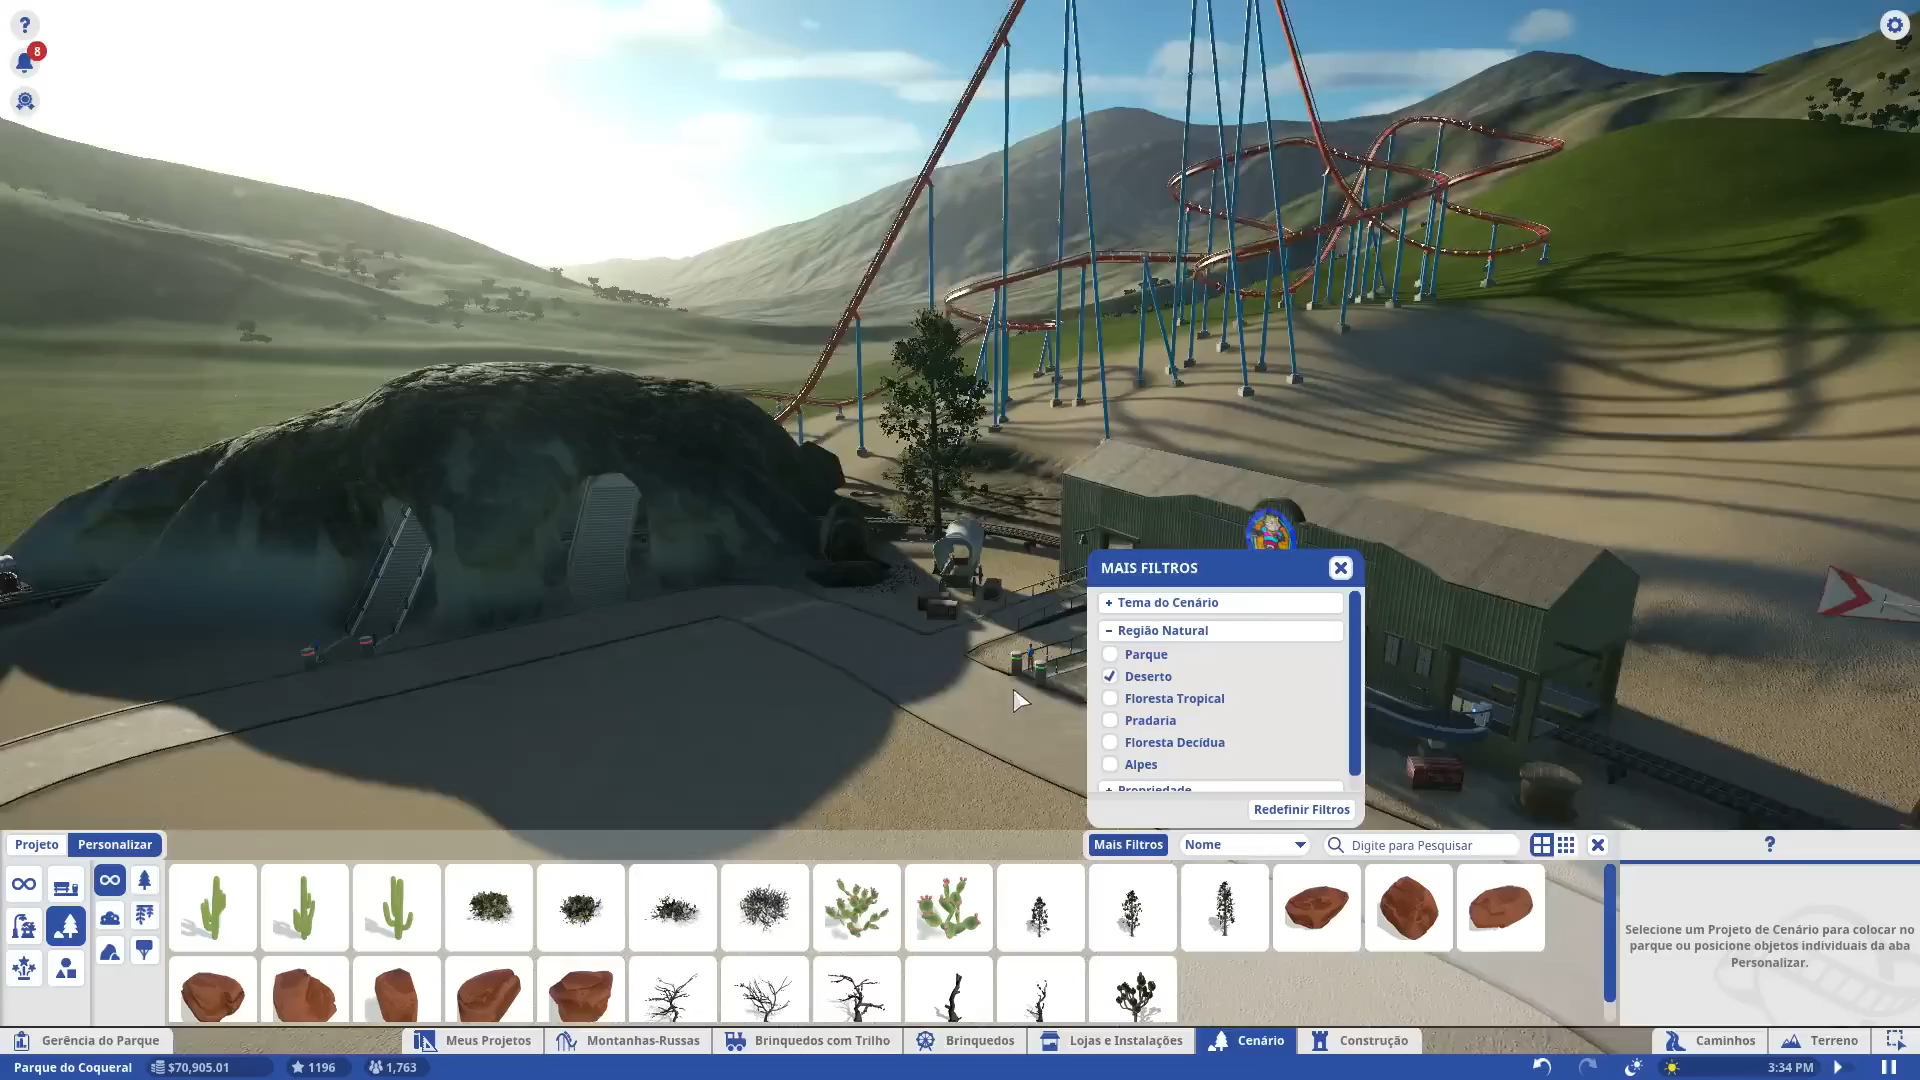 ?
8
MAIS FILTROS
+ Tema do Cenário
− Região Natural
Parque
Deserto
Floresta Tropical
Pradaria
Floresta Decídua
Alpes
+ Propriedade
Redefinir Filtros
Projeto
Personalizar
Mais Filtros
Nome
Digite para Pesquisar
?
Selecione um Projeto de Cenário para colocar no
parque ou posicione objetos individuais da aba
Personalizar.
Gerência do Parque
Meus Projetos
Montanhas-Russas
Brinquedos com Trilho
Brinquedos
Lojas e Instalações
Cenário
Construção
Caminhos
Terreno
Parque do Coqueral
$70,905.01
1196
1,763
3:34 PM